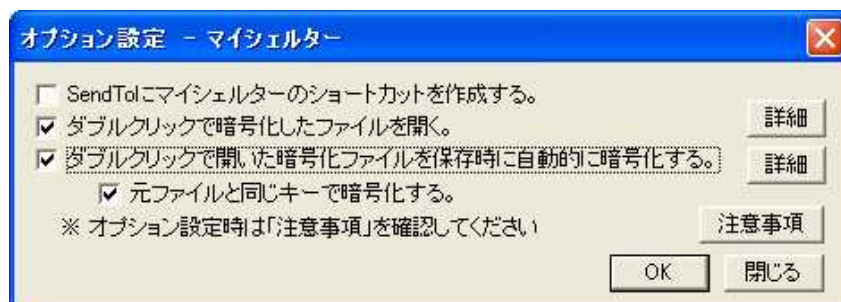 オプション設定 － マイシェルター
SendToにマイシェルターのショートカットを作成する。
ダブルクリックで暗号化したファイルを開く。
詳細
ダブルクリックで開いた暗号化ファイルを保存時に自動的に暗号化する。
詳細
元ファイルと同じキーで暗号化する。
※ オプション設定時は「注意事項」を確認してください
注意事項
OK
閉じる